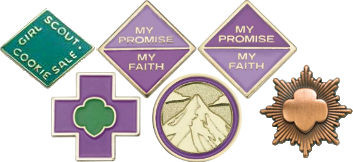 GIRL SCOUT •
COOKIE SALE •
MY
PROMISE
MY
FAITH
MY
PROMISE
MY
FAITH